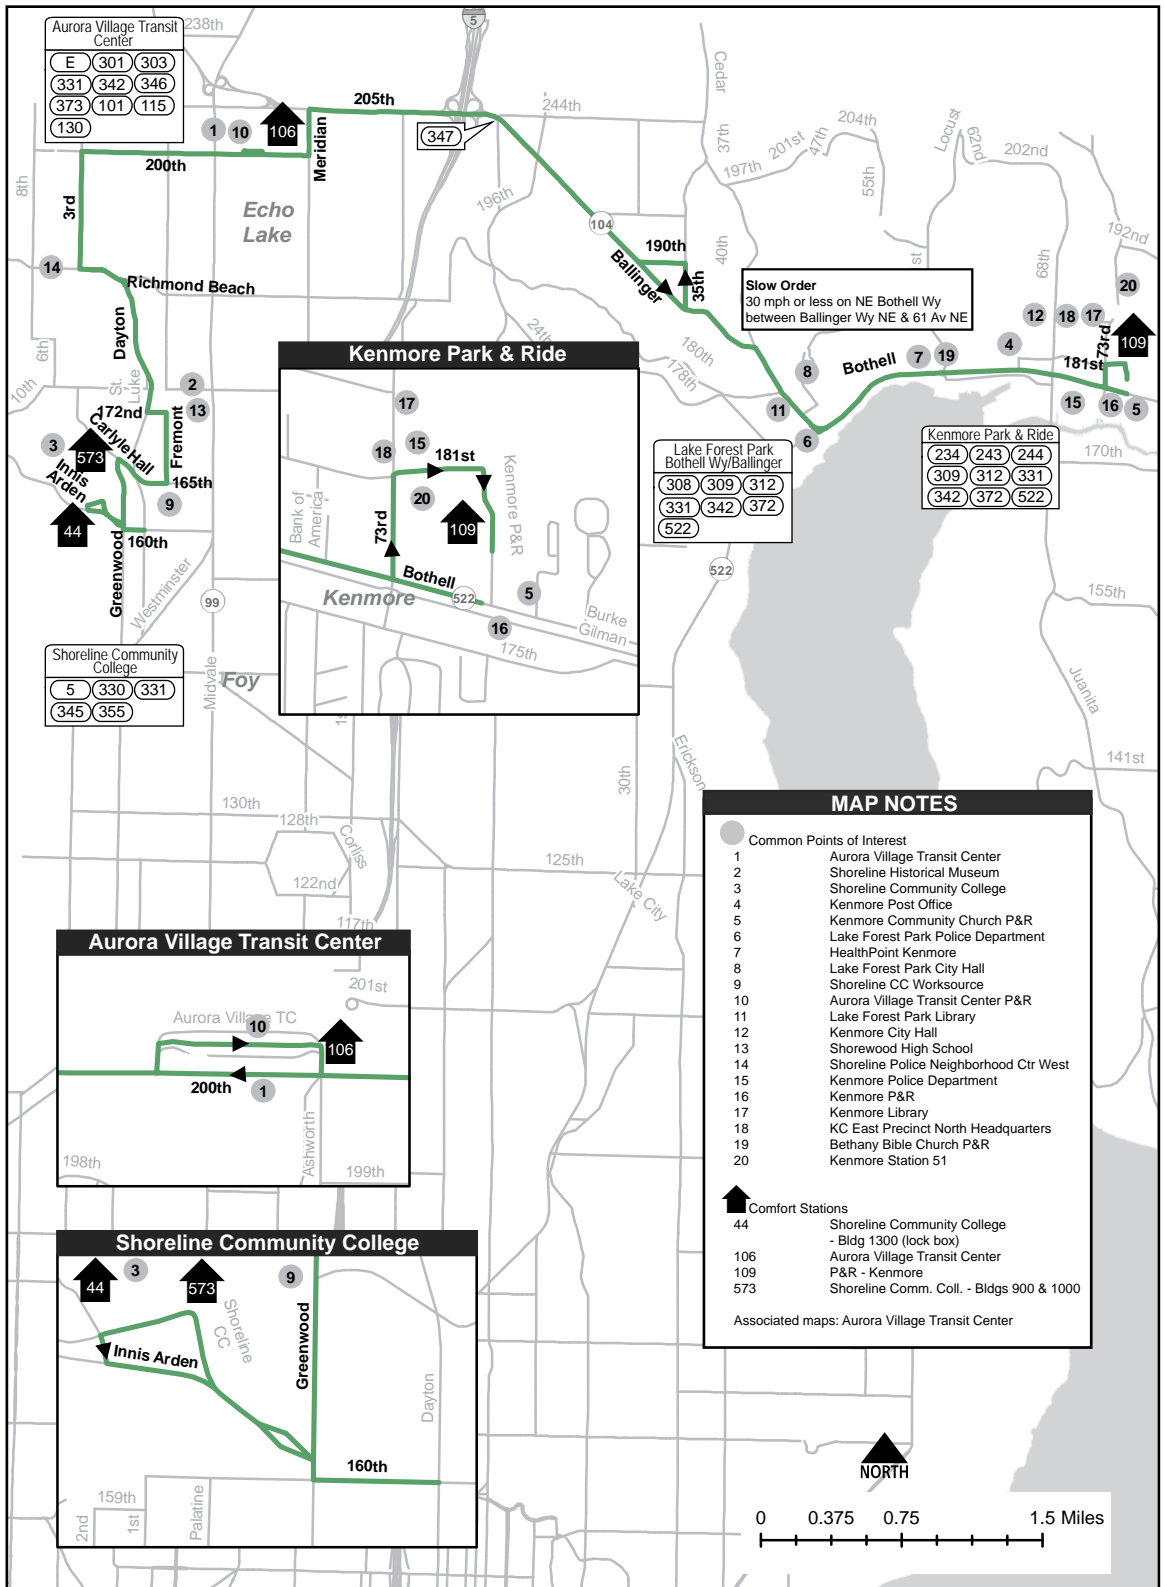 Aurora Village Transit
Center
E 301 303
331 342 346
373 101 115
130
238th
5
205th
244th
Cedar
37th
204th
47th
201st
197th
Locust
62nd
202nd
55th
192nd
1 10 106
347
Meridian
200th
8th
3rd
Echo
Lake
196th
104
190th
Ballinger
35th
40th
st
68th
14
Richmond Beach
Dayton
6th
10th
St.
Luke
2
13
172nd
Fremont
Carlyle Hall
3
573
Innis
Arden
165th
9
44
160th
Greenwood
Westminster
99
24th
180th
178th
Slow Order
30 mph or less on NE Bothell Wy
between Ballinger Wy NE & 61 Av NE
20
12 18 17
73rd
109
4
7 19
8
Bothell
181st
11
6
15 16 5
170th
Lake Forest Park
Bothell Wy/Ballinger
308 309 312
331 342 372
522
Kenmore Park & Ride
234 243 244
309 312 331
342 372 522
522
155th
Juanita
141st
Kenmore Park & Ride
17
15
18
181st
20
Kenmore P&R
Bank of
America
73rd
109
Bothell
Kenmore
522
5
16
Burke
Gilman
175th
Shoreline Community
College
5 330 331
345 355
Midvale
Foy
30th
Erickson
130th
128th
Corliss
122nd
125th
Lake City
117th
Aurora Village Transit Center
201st
Aurora Village TC
10
106
200th
1
Ashworth
198th
199th
Shoreline Community College
44
3
573
9
Shoreline
CC
Innis Arden
Greenwood
Dayton
160th
159th
2nd
1st
Palatine
MAP NOTES
Common Points of Interest
1 Aurora Village Transit Center
2 Shoreline Historical Museum
3 Shoreline Community College
4 Kenmore Post Office
5 Kenmore Community Church P&R
6 Lake Forest Park Police Department
7 HealthPoint Kenmore
8 Lake Forest Park City Hall
9 Shoreline CC Worksource
10 Aurora Village Transit Center P&R
11 Lake Forest Park Library
12 Kenmore City Hall
13 Shorewood High School
14 Shoreline Police Neighborhood Ctr West
15 Kenmore Police Department
16 Kenmore P&R
17 Kenmore Library
18 KC East Precinct North Headquarters
19 Bethany Bible Church P&R
20 Kenmore Station 51
Comfort Stations
44 Shoreline Community College
- Bldg 1300 (lock box)
106 Aurora Village Transit Center
109 P&R - Kenmore
573 Shoreline Comm. Coll. - Bldgs 900 & 1000
Associated maps: Aurora Village Transit Center
NORTH
0 0.375 0.75 1.5 Miles